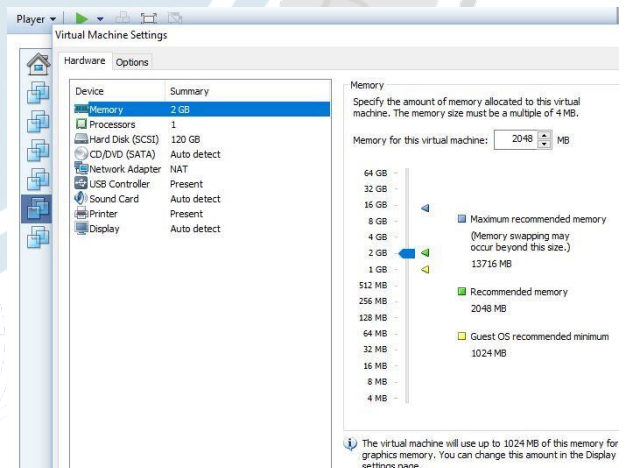 Player
Virtual Machine Settings
Hardware Options
Device Summary
Memory 2 GB
Processors 1
Hard Disk (SCSI) 120 GB
CD/DVD (SATA) Auto detect
Network Adapter NAT
USB Controller Present
Sound Card Auto detect
Printer Present
Display Auto detect
Memory
Specify the amount of memory allocated to this virtual
machine. The memory size must be a multiple of 4 MB.
Memory for this virtual machine: 2048 MB
64 GB
32 GB
16 GB
8 GB
4 GB
2 GB
1 GB
512 MB
256 MB
128 MB
64 MB
32 MB
16 MB
8 MB
4 MB
Maximum recommended memory
(Memory swapping may
occur beyond this size.)
13716 MB
Recommended memory
2048 MB
Guest OS recommended minimum
1024 MB
The virtual machine will use up to 1024 MB of this memory for
graphics memory. You can change this amount in the Display
settings page.